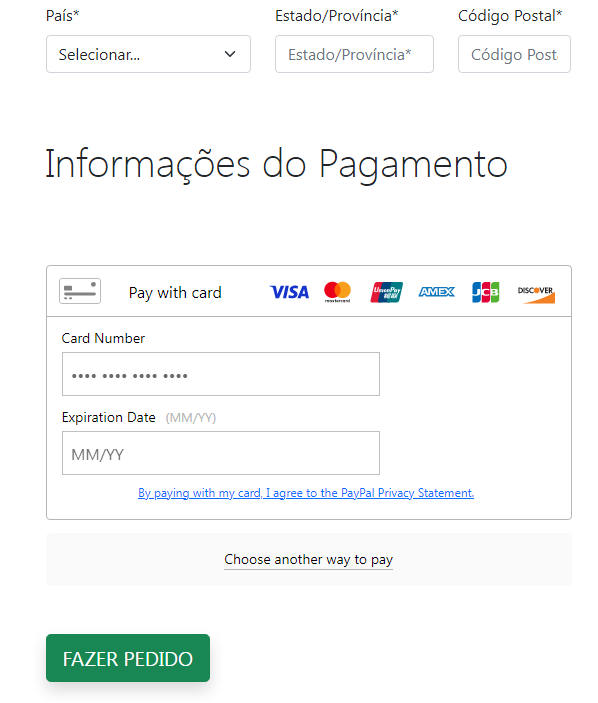 País* Estado/Província* Código Postal*
Selecionar... Estado/Província* Código Post
Informações do Pagamento
Pay with card VISA mastercard UnionPay AMEX JCB DISCOVER
Card Number
•••• •••• •••• ••••
Expiration Date (MM/YY)
MM/YY
By paying with my card, I agree to the PayPal Privacy Statement.
Choose another way to pay
FAZER PEDIDO